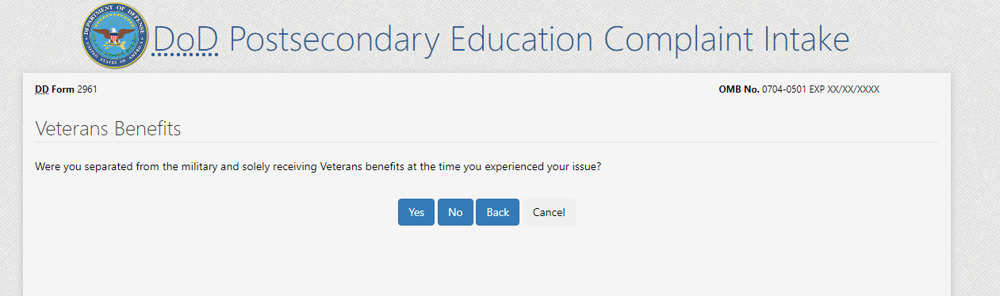 DEPARTMENT OF DEFENSE
UNITED STATES OF AMERICA
DoD Postsecondary Education Complaint Intake
DD Form 2961
OMB No. 0704-0501 EXP XX/XX/XXXX
Veterans Benefits
Were you separated from the military and solely receiving Veterans benefits at the time you experienced your issue?
Yes No Back Cancel